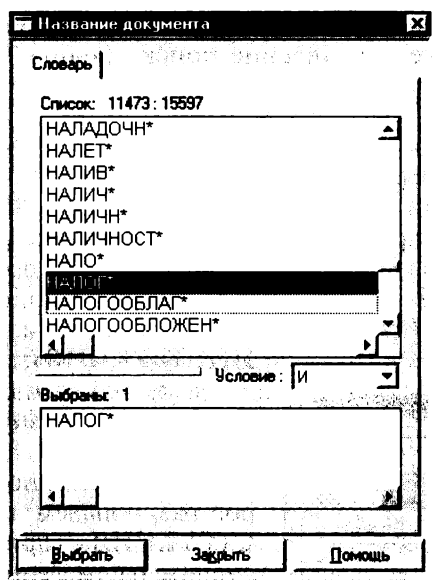 Название документа
Словарь
Список: 11473 : 15597
НАЛАДОЧН*
НАЛЕТ*
НАЛИВ*
НАЛИЧ*
НАЛИЧН*
НАЛИЧНОСТ*
НАЛО*
НАЛОГ*
НАЛОГООБЛАГ*
НАЛОГООБЛОЖЕН*
Условие: И
Выбраны: 1
НАЛОГ*
Выбрать Закрыть Помощь